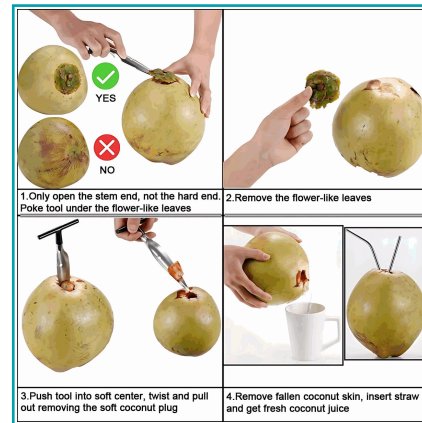 YES
NO
1.Only open the stem end, not the hard end.
Poke tool under the flower-like leaves
2.Remove the flower-like leaves
3.Push tool into soft center, twist and pull
out removing the soft coconut plug
4.Remove fallen coconut skin, insert straw
and get fresh coconut juice